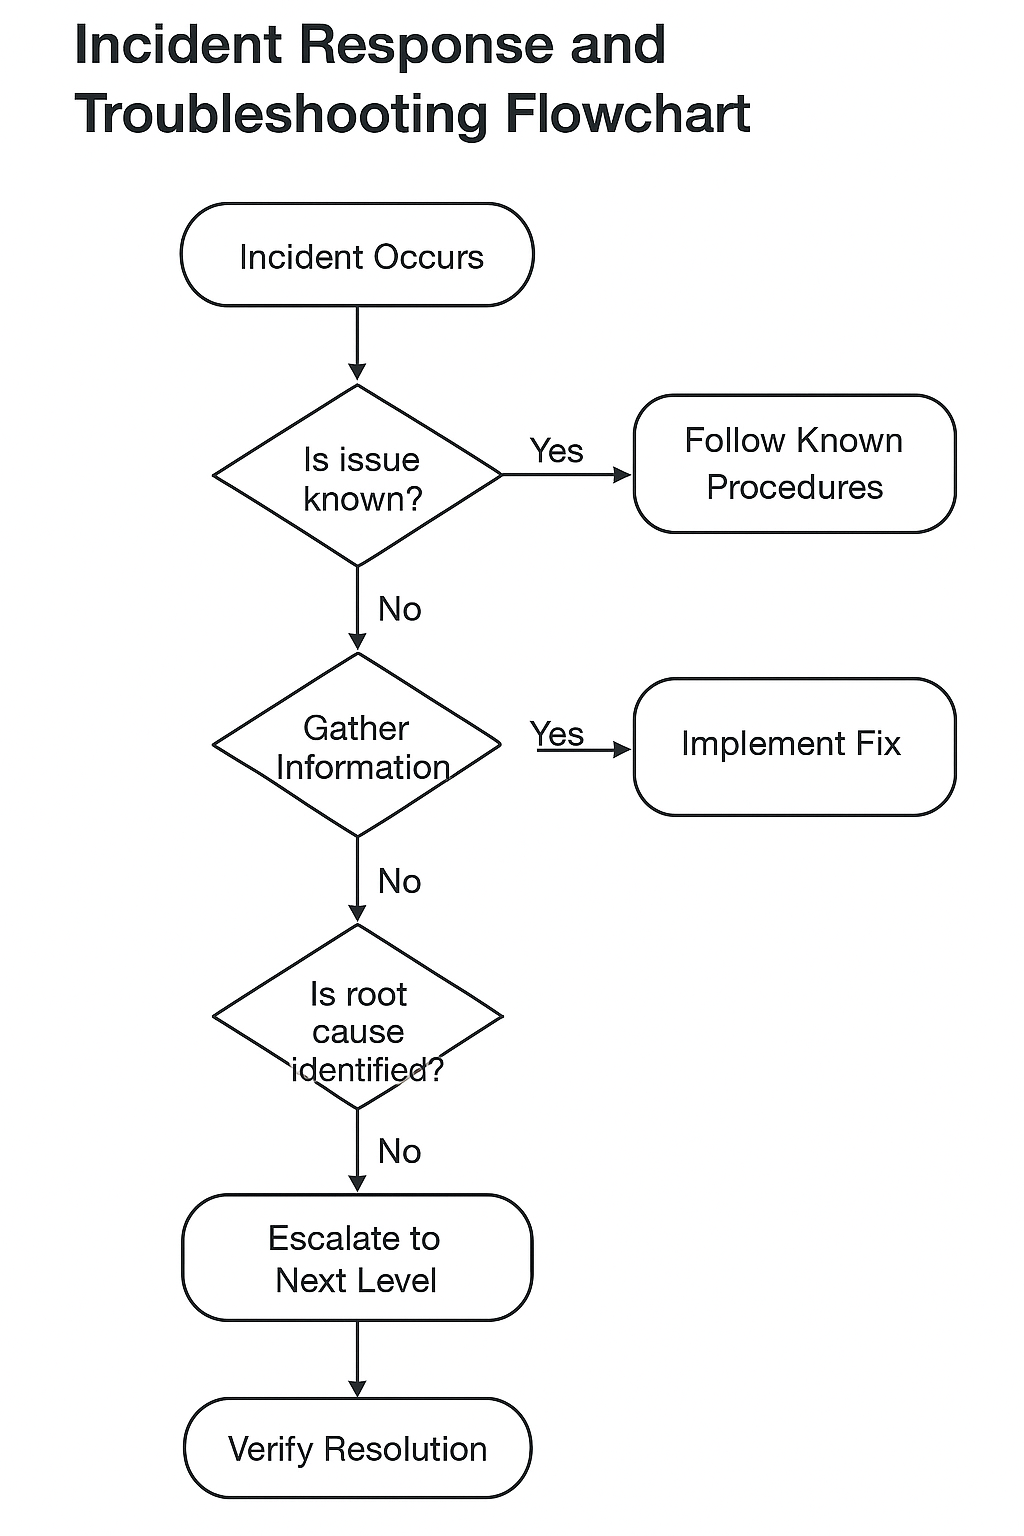 Incident Response and
Troubleshooting Flowchart
Incident Occurs
Is issue
known?
Yes
Follow Known
Procedures
No
Gather
Information
Yes
Implement Fix
No
Is root
cause
identified?
No
Escalate to
Next Level
Verify Resolution